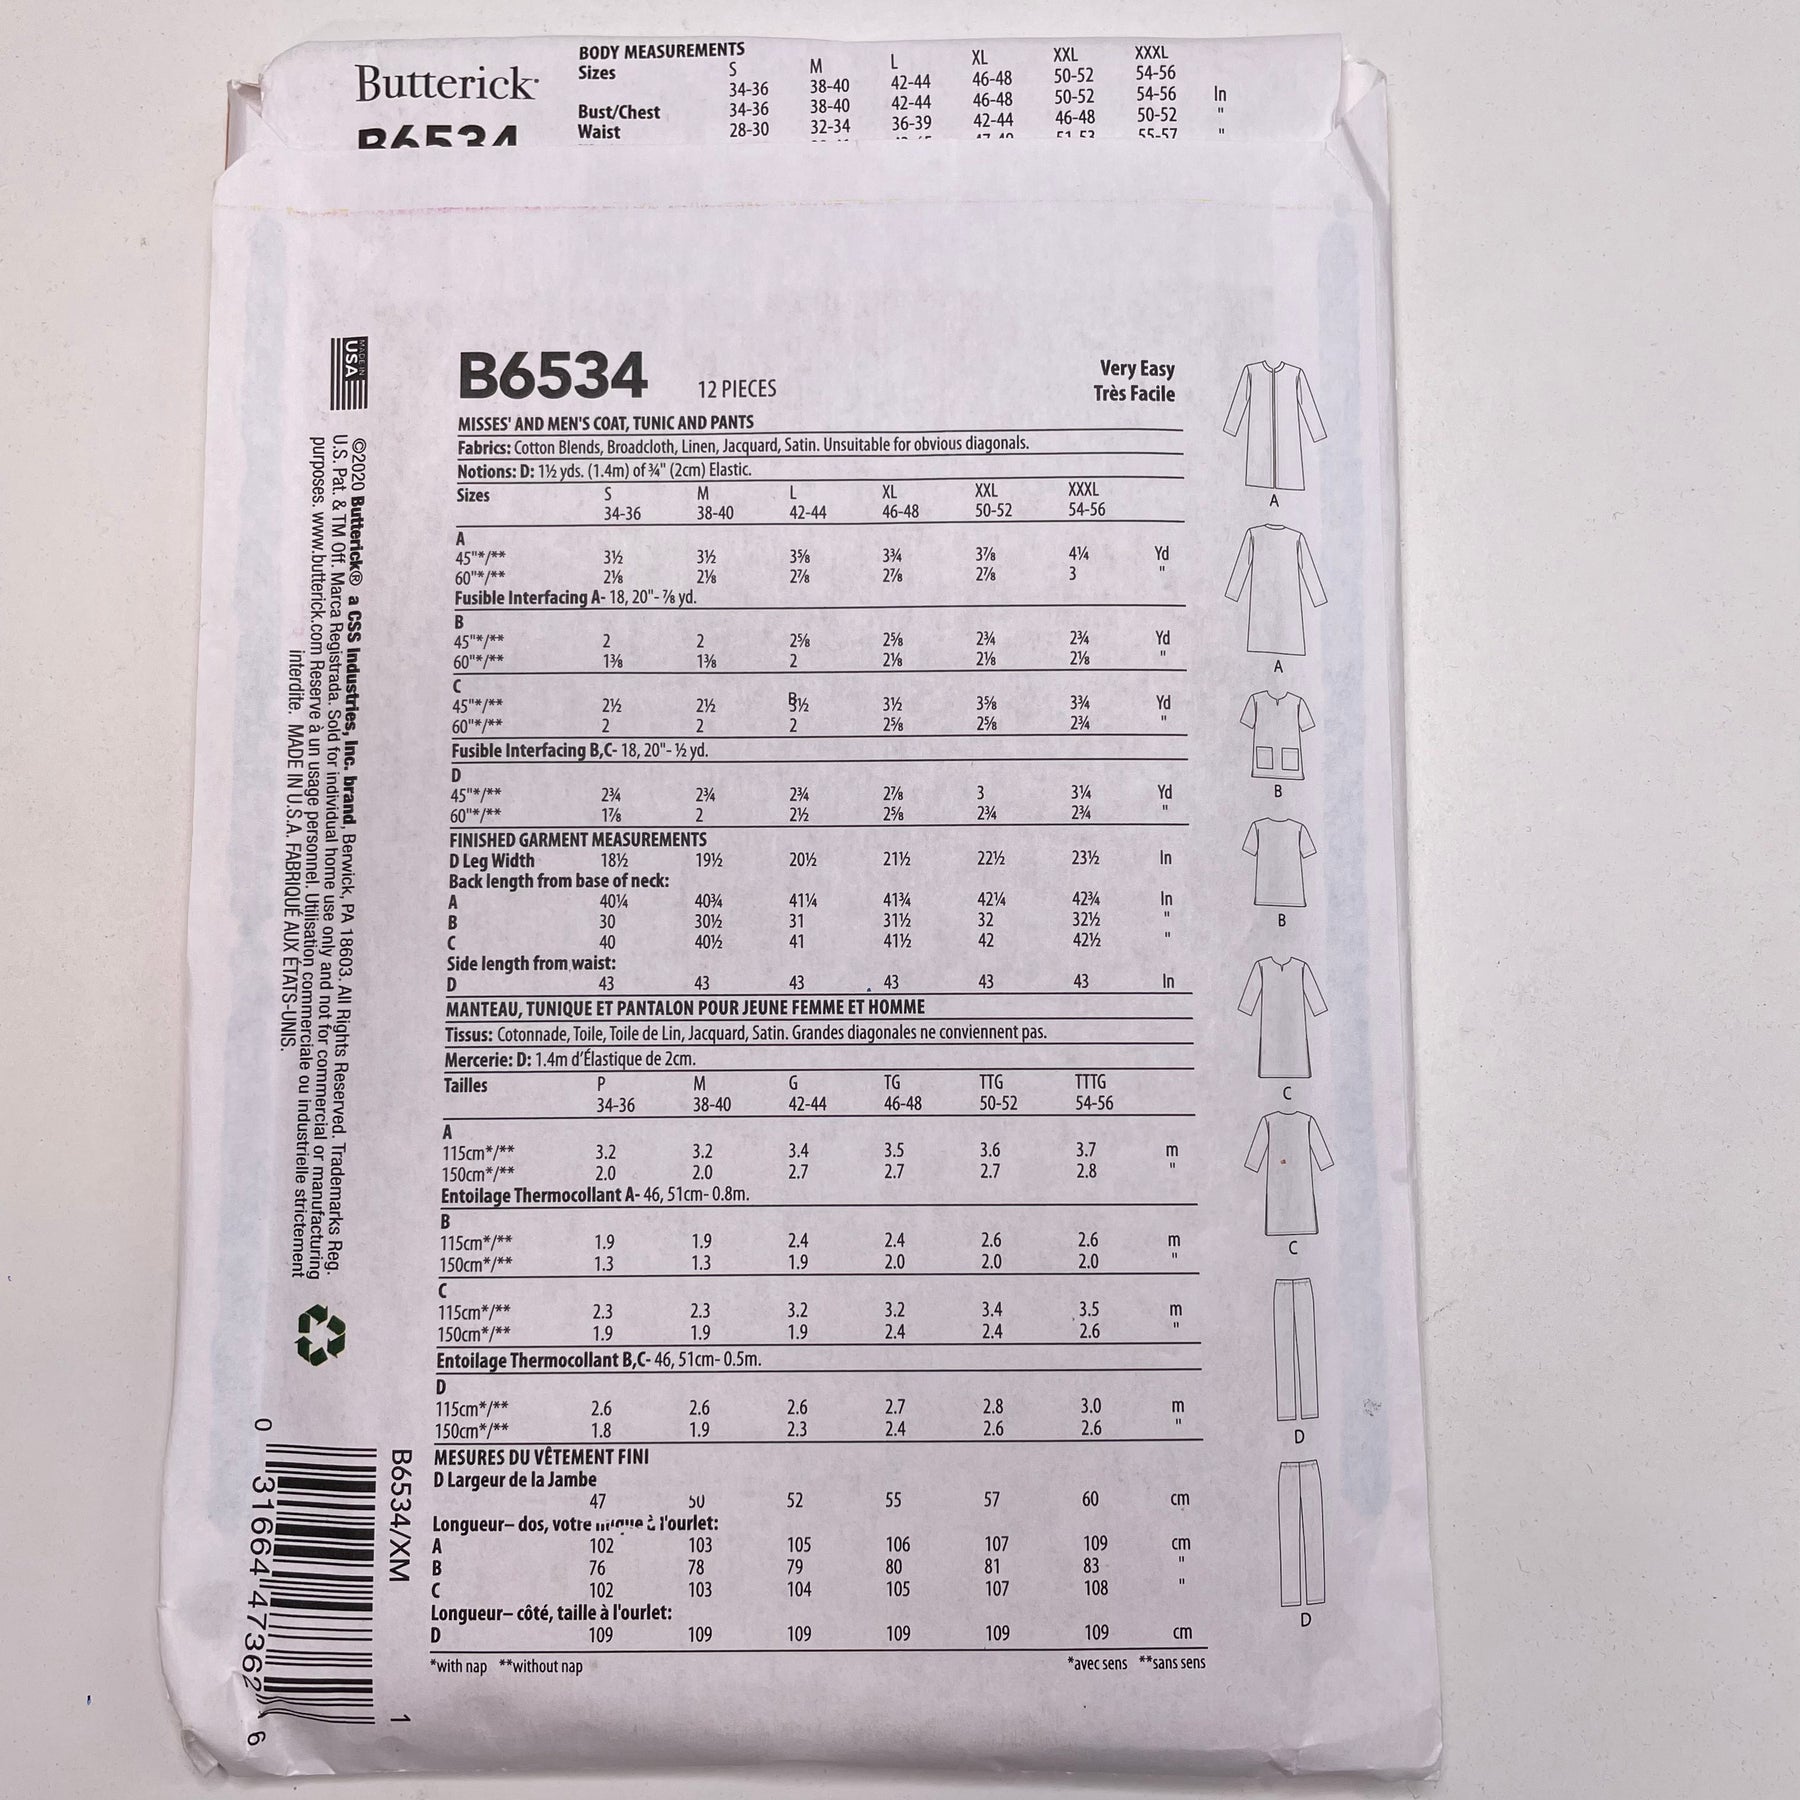 Butterick
B6534
BODY MEASUREMENTS
Sizes S M L XL XXL XXXL
34-36 38-40 42-44 46-48 50-52 54-56 In
Bust/Chest 34-36 38-40 42-44 46-48 50-52 54-56 "
Waist 28-30 32-34 36-39 42-44 46-48 50-52 "
51-53 55-57
B6534 12 PIECES
Very Easy
Très Facile
MISSES' AND MEN'S COAT, TUNIC AND PANTS
Fabrics: Cotton Blends, Broadcloth, Linen, Jacquard, Satin. Unsuitable for obvious diagonals.
Notions: D: 1½ yds. (1.4m) of ¾" (2cm) Elastic.
Sizes S M L XL XXL XXXL
34-36 38-40 42-44 46-48 50-52 54-56
A
45"*/** 3½ 3½ 3⅝ 3¾ 3⅞ 4¼ Yd
60"*/** 2⅛ 2⅛ 2⅞ 2⅞ 2⅞ 3 "
Fusible Interfacing A- 18, 20"- ⅞ yd.
B
45"*/** 2 2 2⅝ 2⅝ 2¾ 2¾ Yd
60"*/** 1⅜ 1⅜ 2 2⅛ 2⅛ 2⅛ "
C
45"*/** 2½ 2½ 3½ 3½ 3⅝ 3¾ Yd
60"*/** 2 2 2 2⅝ 2⅝ 2¾ "
Fusible Interfacing B,C- 18, 20"- ½ yd.
D
45"*/** 2¾ 2¾ 2¾ 2⅞ 3 3¼ Yd
60"*/** 1⅞ 2 2½ 2⅝ 2¾ 2¾ "
FINISHED GARMENT MEASUREMENTS
D Leg Width 18½ 19½ 20½ 21½ 22½ 23½ In
Back length from base of neck:
A 40¼ 40¾ 41¼ 41¾ 42¼ 42¾ In
B 30 30½ 31 31½ 32 32½ "
C 40 40½ 41 41½ 42 42½ "
Side length from waist:
D 43 43 43 43 43 43 In
MANTEAU, TUNIQUE ET PANTALON POUR JEUNE FEMME ET HOMME
Tissus: Cotonnade, Toile, Toile de Lin, Jacquard, Satin. Grandes diagonales ne conviennent pas.
Mercerie: D: 1.4m d'Élastique de 2cm.
Tailles P M G TG TTG TTTG
34-36 38-40 42-44 46-48 50-52 54-56
A
115cm*/** 3.2 3.2 3.4 3.5 3.6 3.7 m
150cm*/** 2.0 2.0 2.7 2.7 2.7 2.8 "
Entoilage Thermocollant A- 46, 51cm- 0.8m.
B
115cm*/** 1.9 1.9 2.4 2.4 2.6 2.6 m
150cm*/** 1.3 1.3 1.9 2.0 2.0 2.0 "
C
115cm*/** 2.3 2.3 3.2 3.2 3.4 3.5 m
150cm*/** 1.9 1.9 1.9 2.4 2.4 2.6 "
Entoilage Thermocollant B,C- 46, 51cm- 0.5m.
D
115cm*/** 2.6 2.6 2.6 2.7 2.8 3.0 m
150cm*/** 1.8 1.9 2.3 2.4 2.6 2.6 "
MESURES DU VÊTEMENT FINI
D Largeur de la Jambe
47 50 52 55 57 60 cm
Longueur– dos, votre nuque à l'ourlet:
A 102 103 105 106 107 109 cm
B 76 78 79 80 81 83 "
C 102 103 104 105 107 108 "
Longueur– côté, taille à l'ourlet:
D 109 109 109 109 109 109 cm
*with nap **without nap
*avec sens **sans sens
A
A
B
B
C
C
D
D
MADE IN
USA
©2020 Butterick® a CSS Industries, Inc. brand, Berwick, PA 18603. All Rights Reserved. Trademarks Reg.
U.S. Pat. & TM Off. Marca Registrada. Sold for individual home use only and not for commercial or manufacturing
purposes. www.butterick.com Reserve à un usage personnel. Utilisation commerciale ou industrielle strictement
interdite. MADE IN U.S.A. FABRIQUÉ AUX ÉTATS-UNIS.
B6534/XM 1
0 31664 47362 6